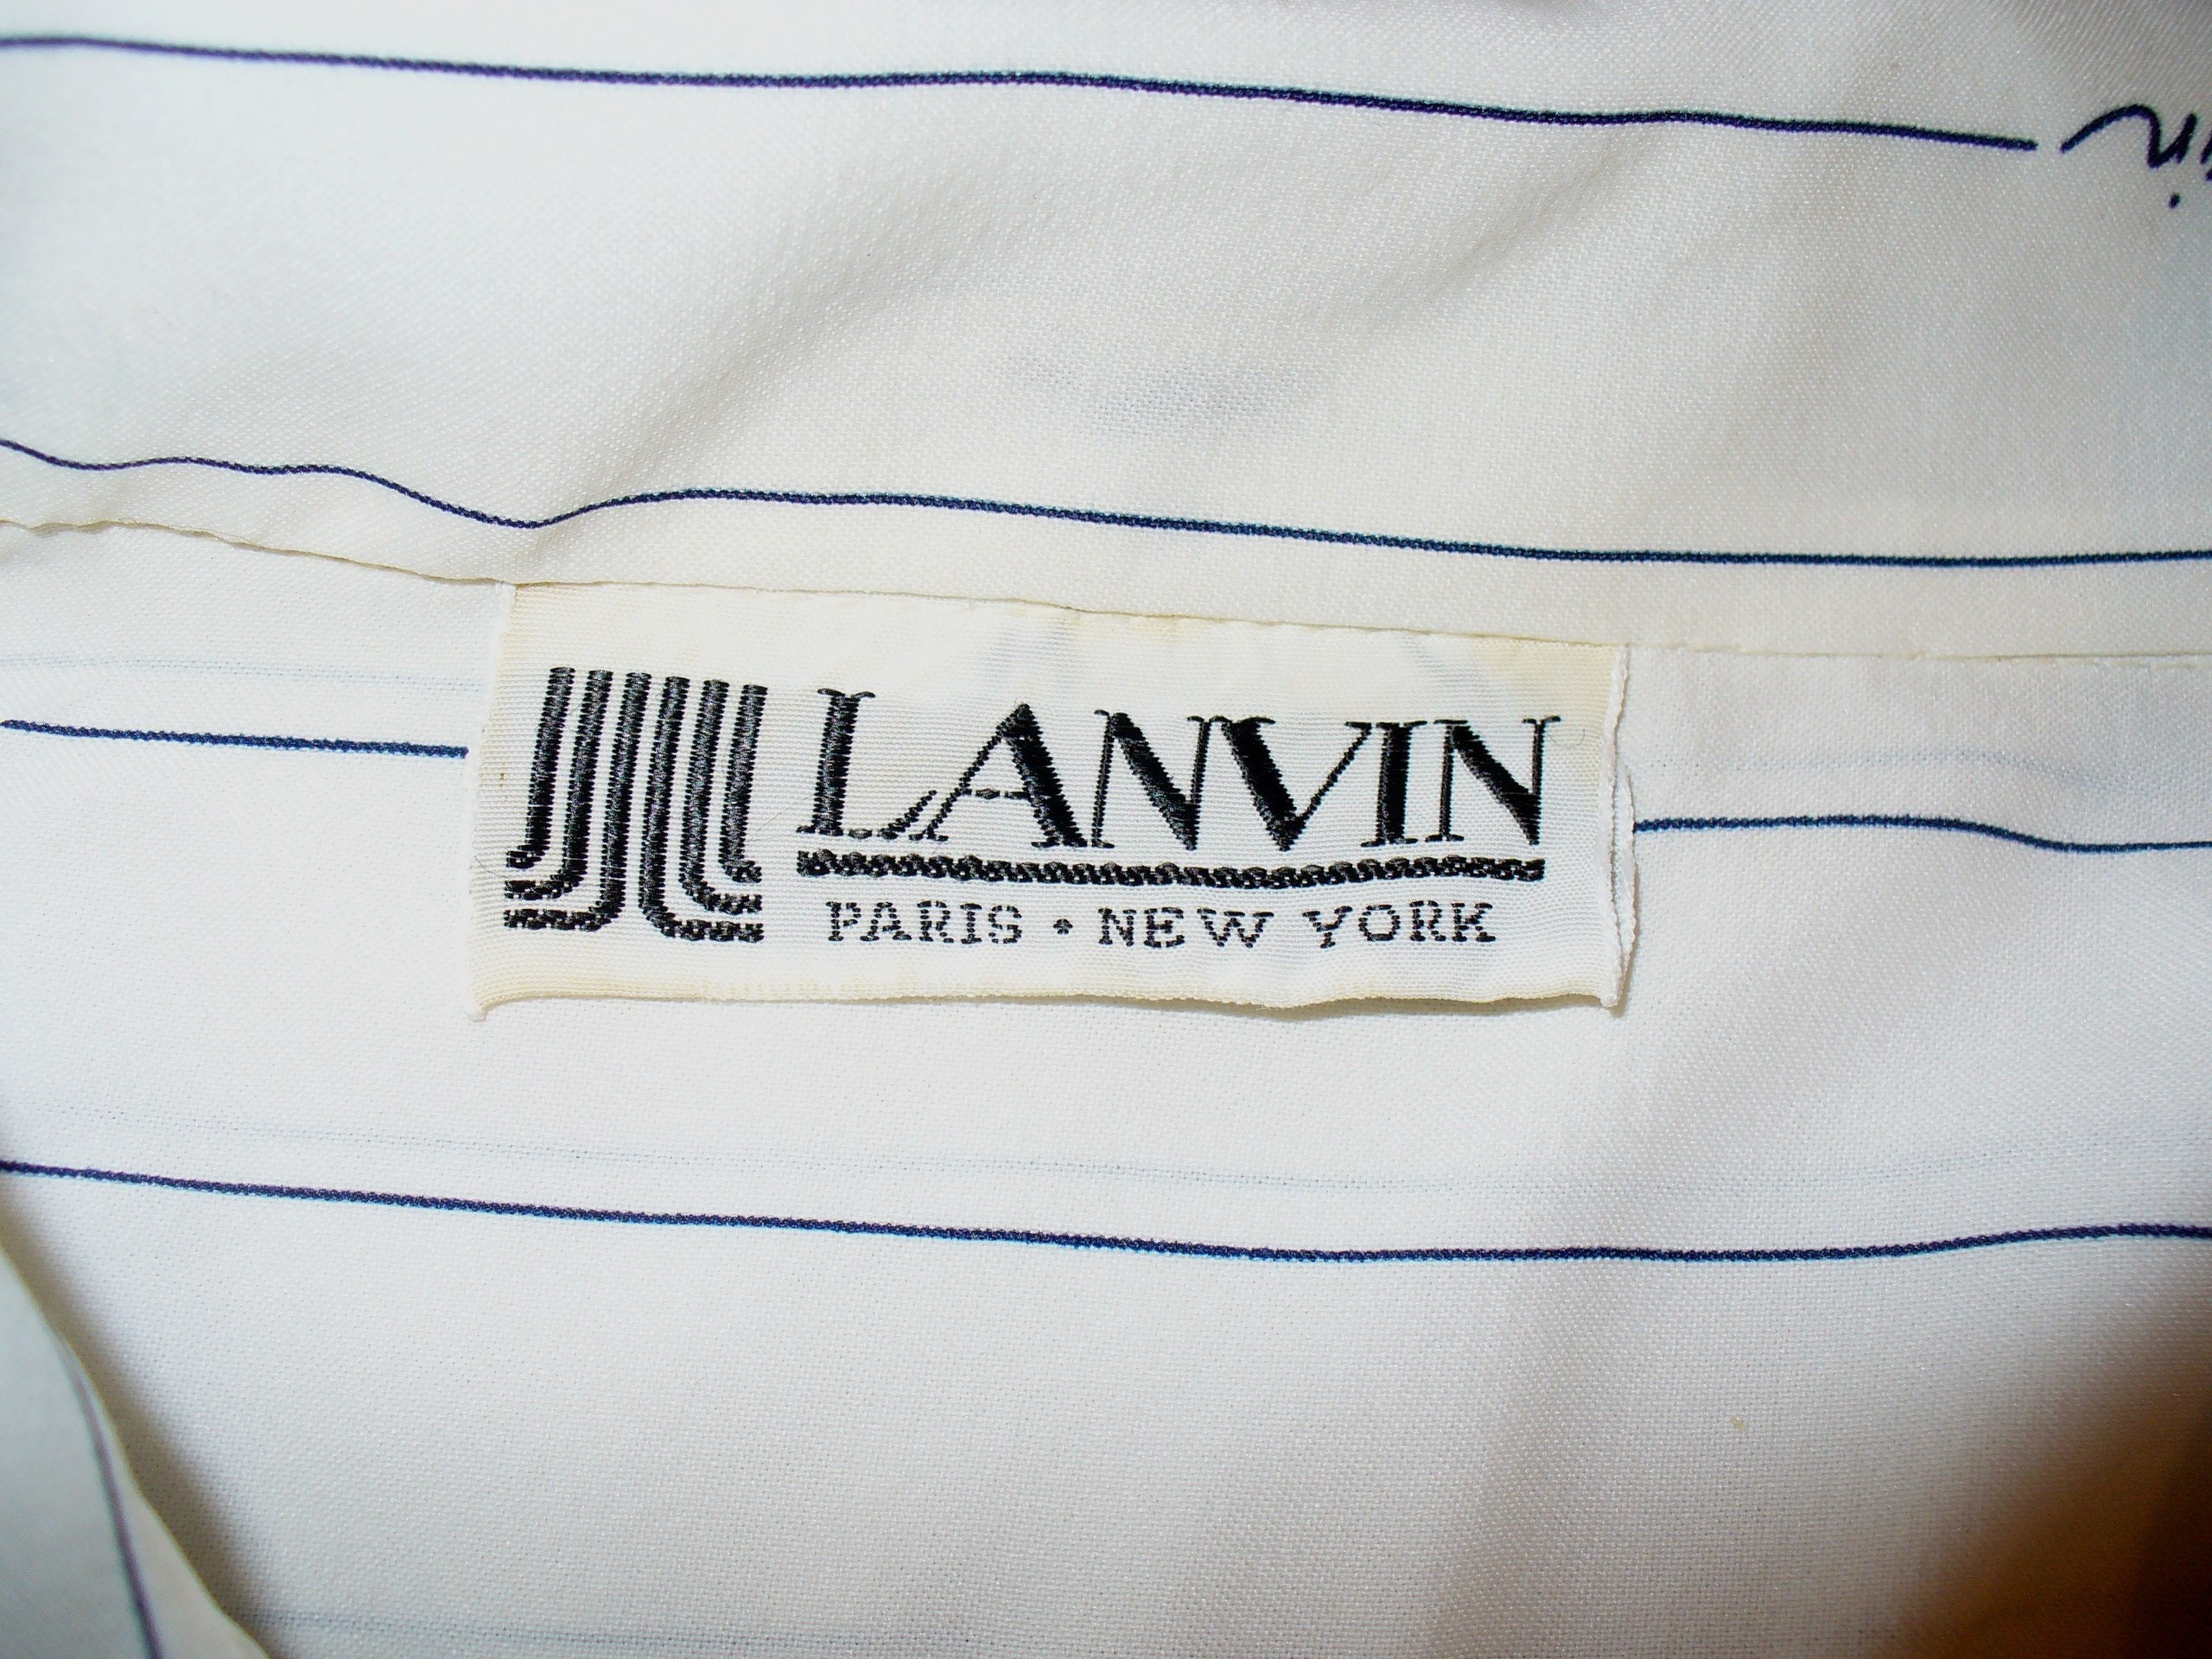 LANVIN
PARIS • NEW YORK